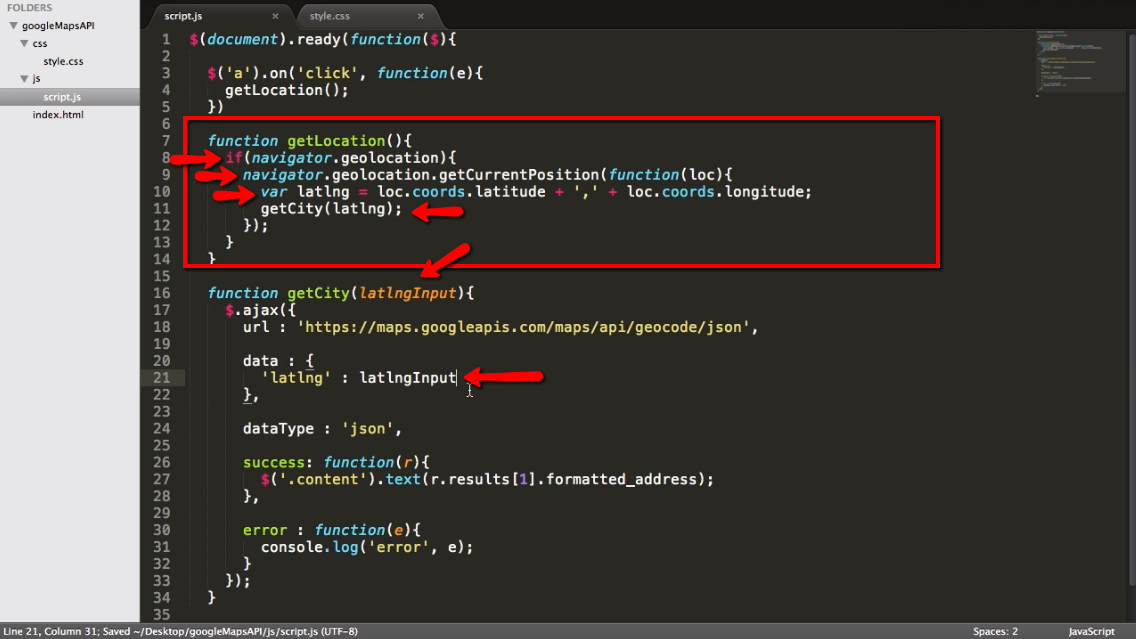 FOLDERS
googleMapsAPI
css
style.css
js
script.js
index.html
script.js × style.css ×
1 $(document).ready(function($){
2
3 $('a').on('click', function(e){
4 getLocation();
5 })
6
7 function getLocation(){
8 if(navigator.geolocation){
9 navigator.geolocation.getCurrentPosition(function(loc){
10 var latlng = loc.coords.latitude + ',' + loc.coords.longitude;
11 getCity(latlng);
12 });
13 }
14 }
15
16 function getCity(latlngInput){
17 $.ajax({
18 url : 'https://maps.googleapis.com/maps/api/geocode/json',
19
20 data : {
21 'latlng' : latlngInput
22 },
23
24 dataType : 'json',
25
26 success: function(r){
27 $('.content').text(r.results[1].formatted_address);
28 },
29
30 error : function(e){
31 console.log('error', e);
32 }
33 });
34 }
35
Line 21, Column 31; Saved ~/Desktop/googleMapsAPI/js/script.js (UTF-8) Spaces: 2 JavaScript